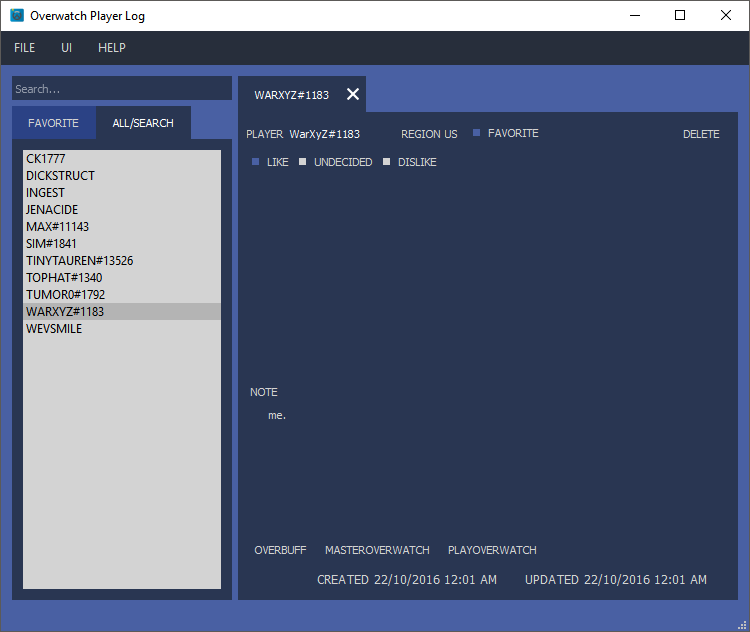 Overwatch Player Log
FILE UI HELP
Search...
FAVORITE ALL/SEARCH
CK1777
DICKSTRUCT
INGEST
JENACIDE
MAX#11143
SIM#1841
TINYTAUREN#13526
TOPHAT#1340
TUMOR0#1792
WARXYZ#1183
WEVSMILE
WARXYZ#1183
PLAYER WarXyZ#1183 REGION US FAVORITE DELETE
LIKE UNDECIDED DISLIKE
NOTE
me.
OVERBUFF MASTEROVERWATCH PLAYOVERWATCH
CREATED 22/10/2016 12:01 AM UPDATED 22/10/2016 12:01 AM